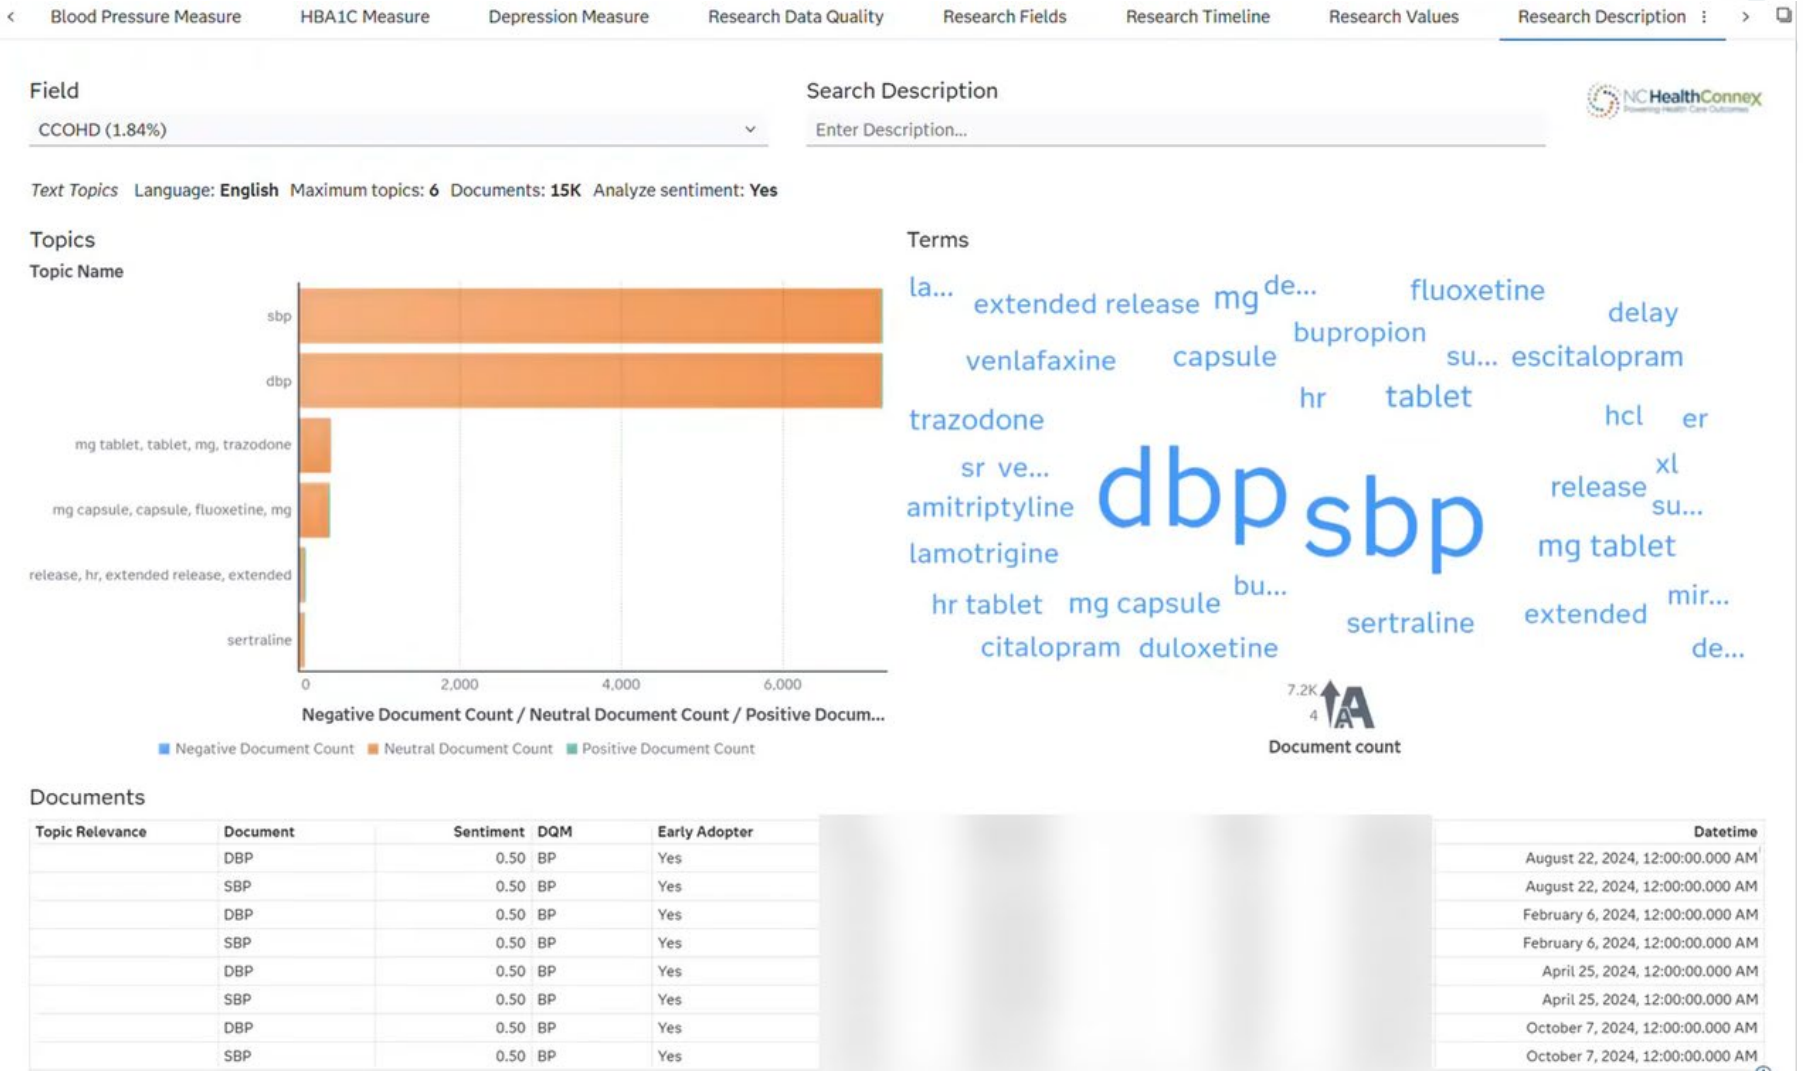 Blood Pressure Measure HBA1C Measure Depression Measure Research Data Quality Research Fields Research Timeline Research Values Research Description
Field Search Description
NC HealthConnex
Powering Health Care Outcomes
CCOHD (1.84%) Enter Description...
Text Topics Language: English Maximum topics: 6 Documents: 15K Analyze sentiment: Yes
Topics
Topic Name
sbp
dbp
mg tablet, tablet, mg, trazodone
mg capsule, capsule, fluoxetine, mg
release, hr, extended release, extended
sertraline
0 2,000 4,000 6,000
Negative Document Count / Neutral Document Count / Positive Docum...
Negative Document Count Neutral Document Count Positive Document Count
Terms
la... extended release mg de... fluoxetine
delay
bupropion
venlafaxine capsule su... escitalopram
hr tablet
trazodone hcl er
sr ve... xl
dbp sbp
release
amitriptyline su...
lamotrigine mg tablet
bu... mir...
hr tablet mg capsule extended
sertraline
citalopram duloxetine de...
7.2K
4
Document count
Documents
Topic Relevance Document Sentiment DQM Early Adopter Datetime
DBP 0.50 BP Yes August 22, 2024, 12:00:00.000 AM
SBP 0.50 BP Yes August 22, 2024, 12:00:00.000 AM
DBP 0.50 BP Yes February 6, 2024, 12:00:00.000 AM
SBP 0.50 BP Yes February 6, 2024, 12:00:00.000 AM
DBP 0.50 BP Yes April 25, 2024, 12:00:00.000 AM
SBP 0.50 BP Yes April 25, 2024, 12:00:00.000 AM
DBP 0.50 BP Yes October 7, 2024, 12:00:00.000 AM
SBP 0.50 BP Yes October 7, 2024, 12:00:00.000 AM